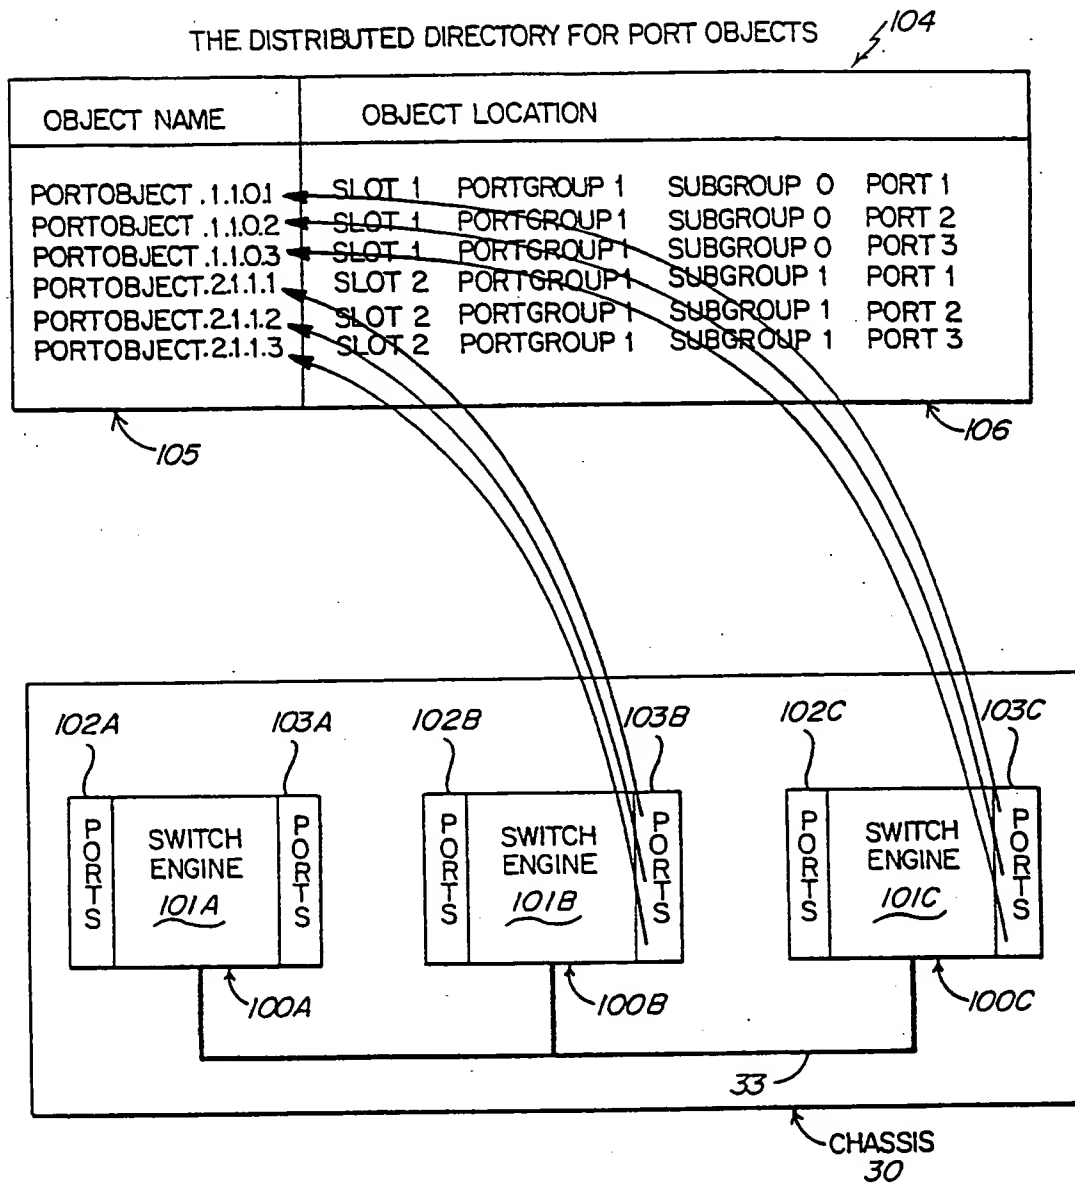 THE DISTRIBUTED DIRECTORY FOR PORT OBJECTS
104
OBJECT NAME OBJECT LOCATION
PORTOBJECT.1.1.0.1 SLOT 1 PORTGROUP 1 SUBGROUP 0 PORT 1
PORTOBJECT.1.1.0.2 SLOT 1 PORTGROUP 1 SUBGROUP 0 PORT 2
PORTOBJECT.1.1.0.3 SLOT 1 PORTGROUP 1 SUBGROUP 0 PORT 3
PORTOBJECT.2.1.1.1 SLOT 2 PORTGROUP 1 SUBGROUP 1 PORT 1
PORTOBJECT.2.1.1.2 SLOT 2 PORTGROUP 1 SUBGROUP 1 PORT 2
PORTOBJECT.2.1.1.3 SLOT 2 PORTGROUP 1 SUBGROUP 1 PORT 3
105 106
102A 103A 102B 103B 102C 103C
PORTS
SWITCH
ENGINE
101A
PORTS
PORTS
SWITCH
ENGINE
101B
PORTS
PORTS
SWITCH
ENGINE
101C
PORTS
100A 100B 100C
33
CHASSIS
30